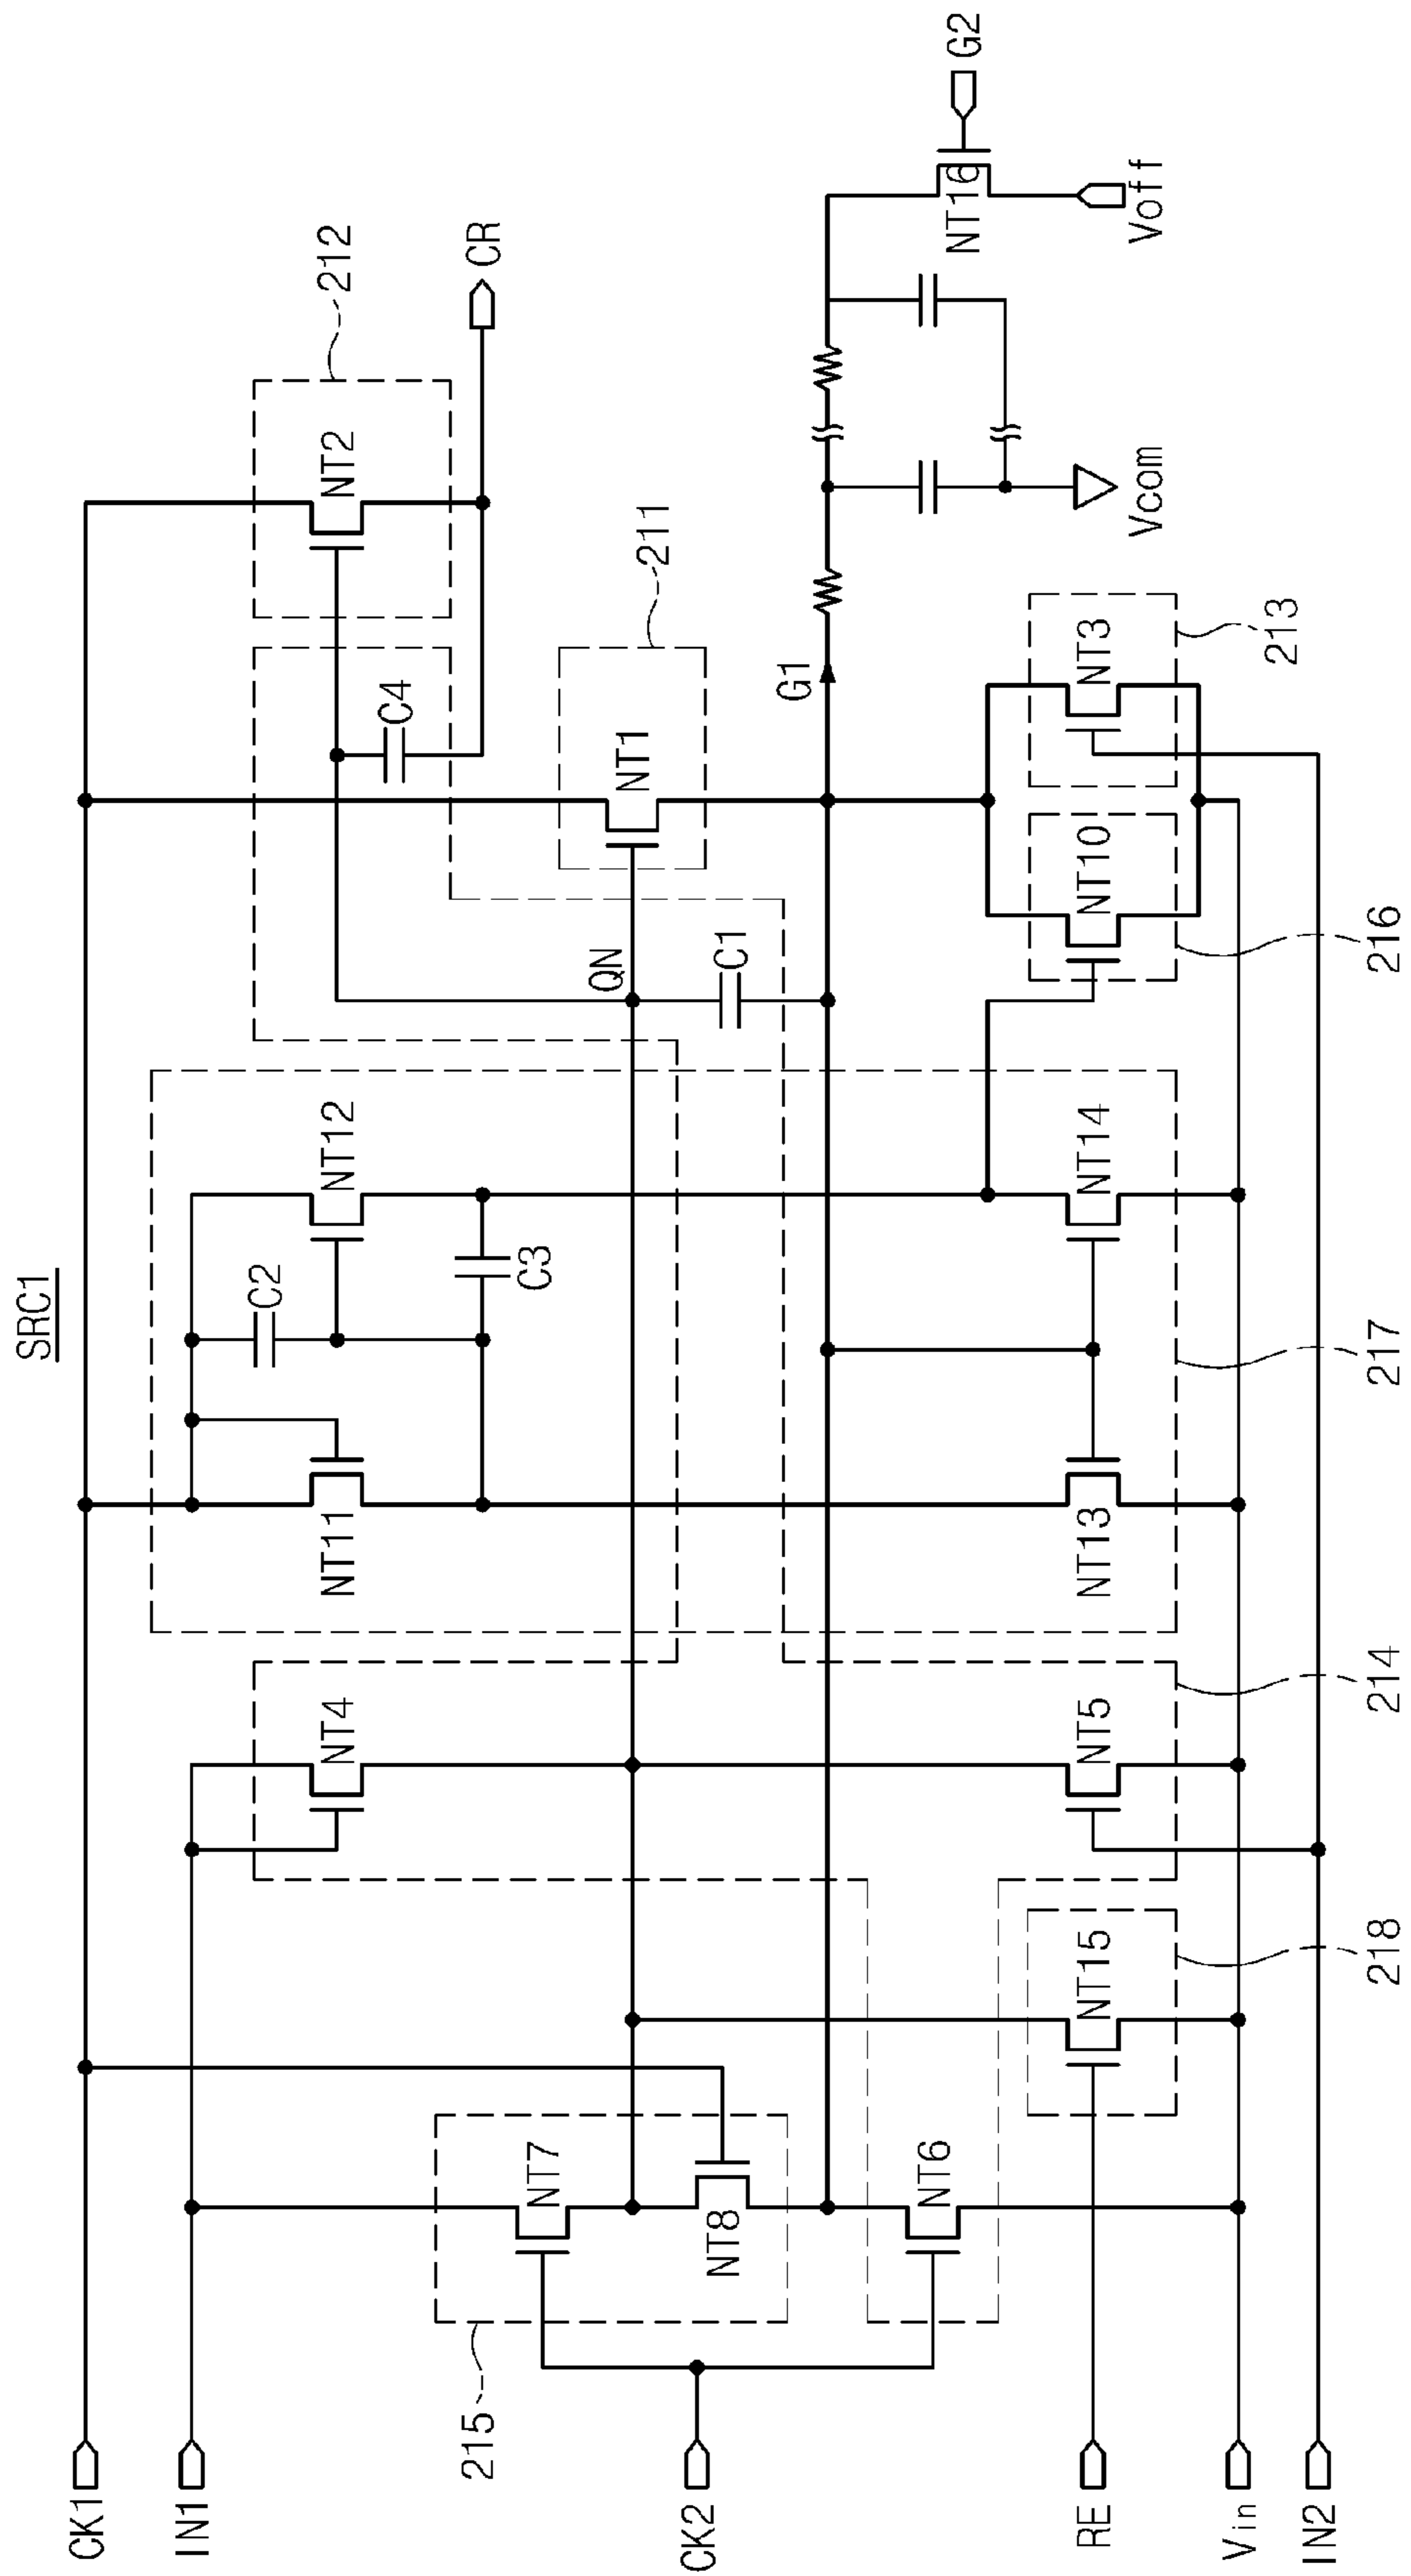 SRC1
CK1
IN1
CK2
RE
Vin
IN2
215
NT7
NT8
NT6
NT15
218
NT4
NT5
214
NT11
C2
NT12
C3
NT13
NT14
217
QN
C1
C4
NT1
211
NT2
212
CR
NT10
216
NT3
213
G1
Vcom
NT16
G2
Voff